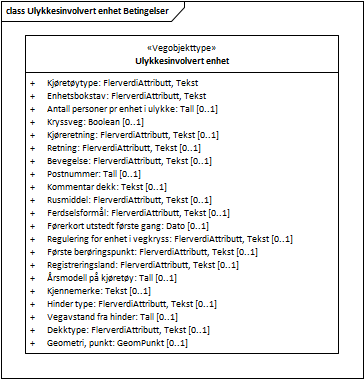 class Ulykkesinvolvert enhet Betingelser
«Vegobjekttype»
Ulykkesinvolvert enhet
+ Kjøretøytype: FlerverdiAttributt, Tekst
+ Enhetsbokstav: FlerverdiAttributt, Tekst
+ Antall personer pr enhet i ulykke: Tall [0..1]
+ Kryssveg: Boolean [0..1]
+ Kjøreretning: FlerverdiAttributt, Tekst [0..1]
+ Retning: FlerverdiAttributt, Tekst [0..1]
+ Bevegelse: FlerverdiAttributt, Tekst [0..1]
+ Postnummer: Tall [0..1]
+ Kommentar dekk: Tekst [0..1]
+ Rusmiddel: FlerverdiAttributt, Tekst [0..1]
+ Ferdselsformål: FlerverdiAttributt, Tekst [0..1]
+ Førerkort utstedt første gang: Dato [0..1]
+ Regulering for enhet i vegkryss: FlerverdiAttributt, Tekst [0..1]
+ Første berøringspunkt: FlerverdiAttributt, Tekst [0..1]
+ Registreringsland: FlerverdiAttributt, Tekst [0..1]
+ Årsmodell på kjøretøy: Tall [0..1]
+ Kjennemerke: Tekst [0..1]
+ Hinder type: FlerverdiAttributt, Tekst [0..1]
+ Vegavstand fra hinder: Tall [0..1]
+ Dekktype: FlerverdiAttributt, Tekst [0..1]
+ Geometri, punkt: GeomPunkt [0..1]